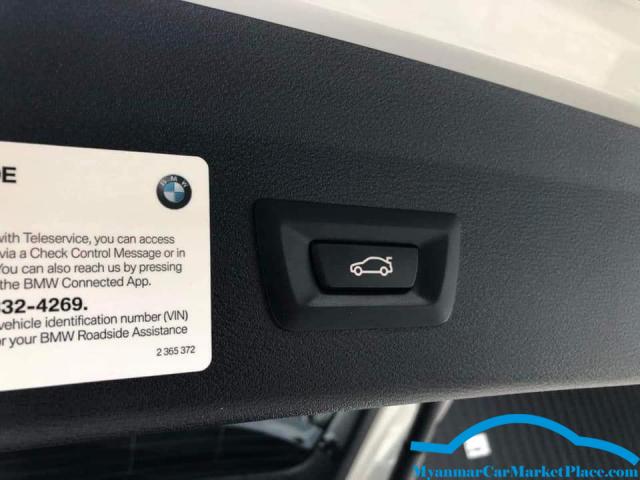 E
BMW
with Teleservice, you can access
via a Check Control Message or in
You can also reach us by pressing
the BMW Connected App.
332-4269.
vehicle identification number (VIN)
or your BMW Roadside Assistance
2 365 372
MyanmarCarMarketPlace.com